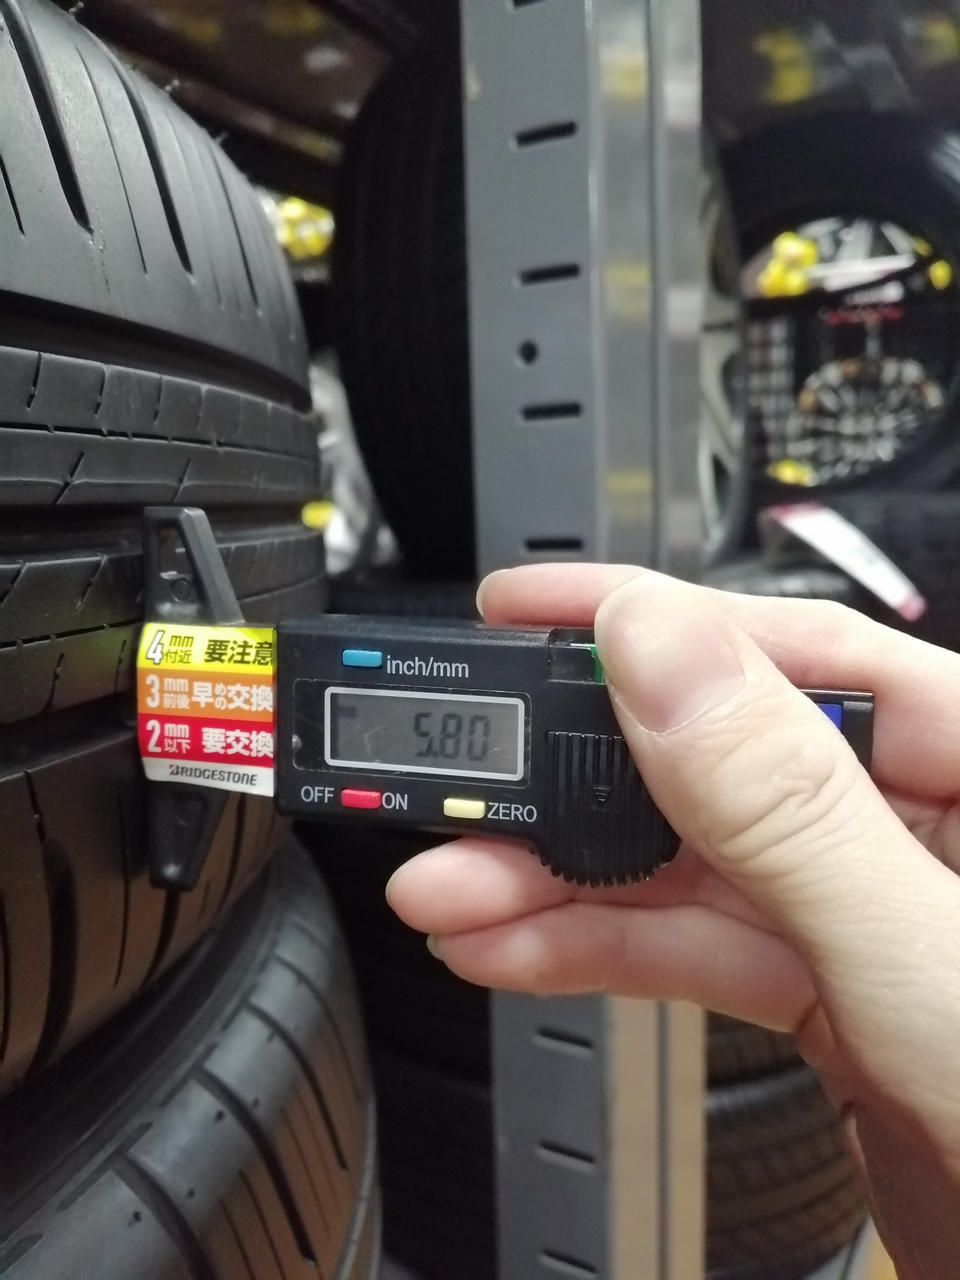 4mm付近 要注意
3mm前後 早めの交換
2mm以下 要交換
BRIDGESTONE
inch/mm
5.80
OFF ON ZERO